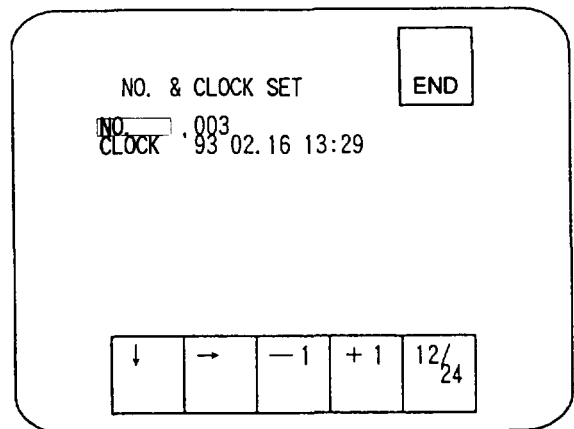 NO. & CLOCK SET
END
NO. .003
CLOCK 93 02.16 13:29
↓ → −1 +1 12/24